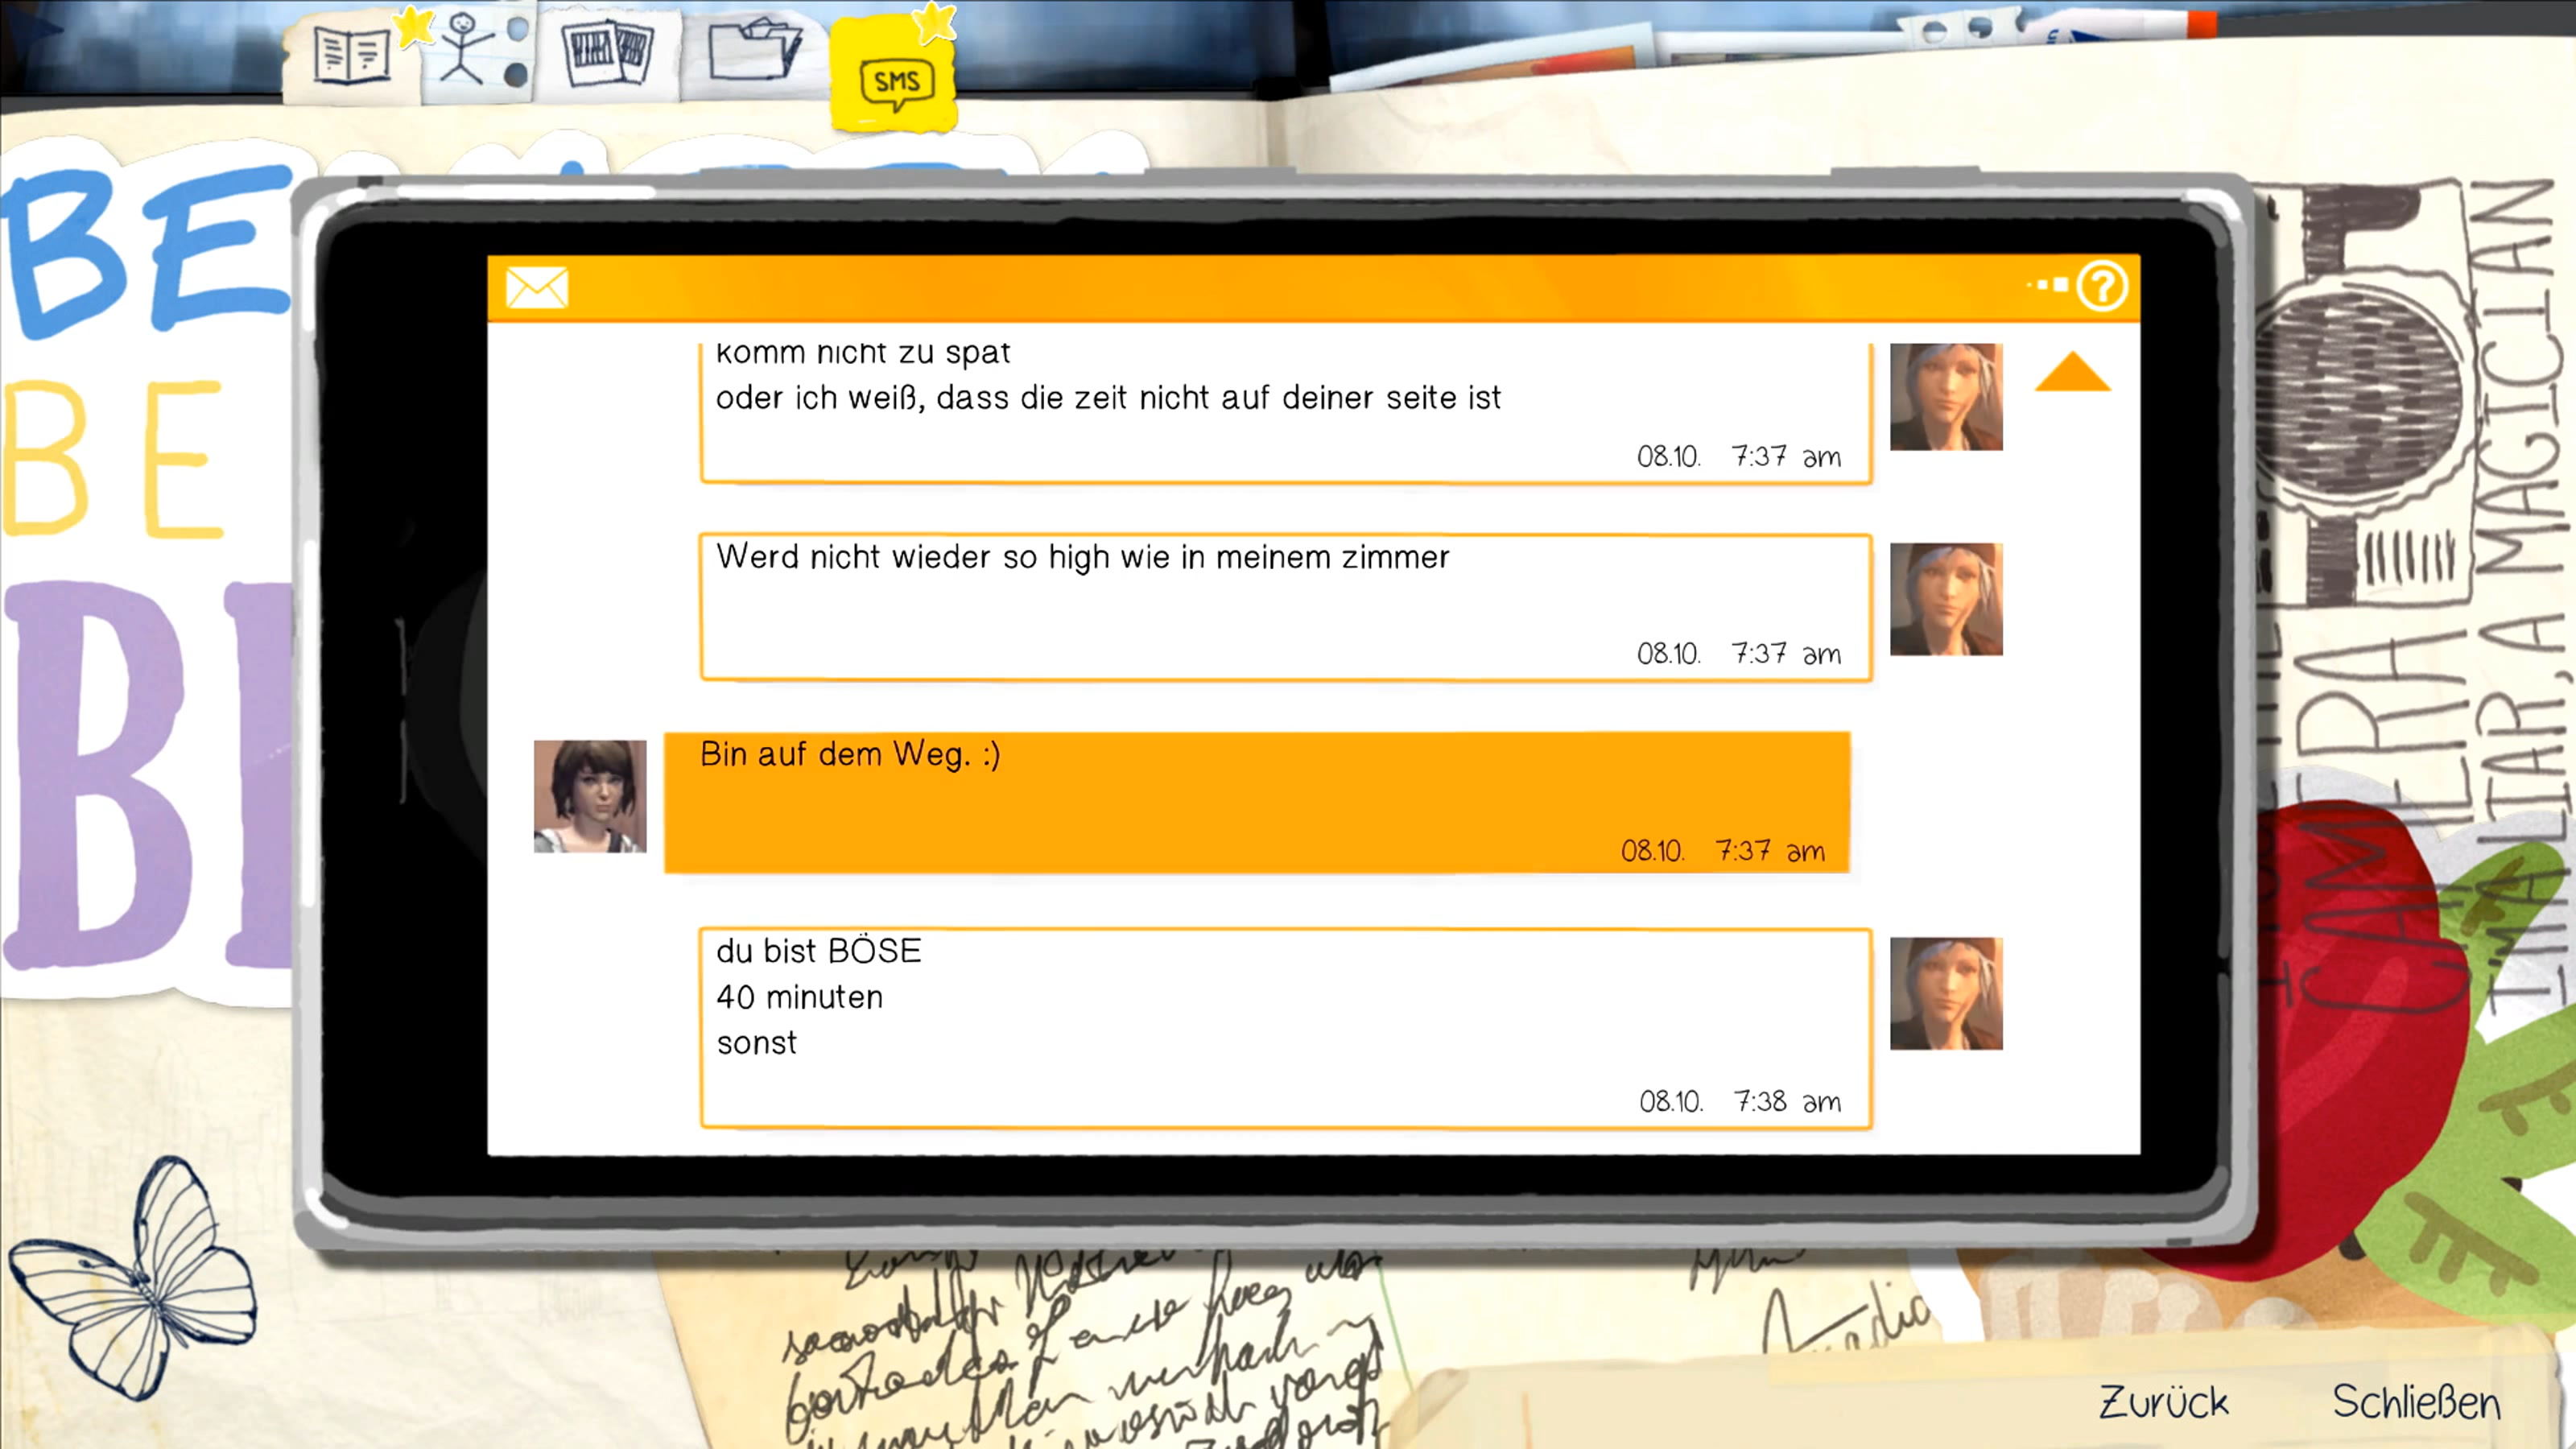 SMS
BE
BE
komm nicht zu spät
oder ich weiß, dass die zeit nicht auf deiner seite ist
08.10. 7:37 am
Werd nicht wieder so high wie in meinem zimmer
08.10. 7:37 am
Bin auf dem Weg. :)
08.10. 7:37 am
du bist BÖSE
40 minuten
sonst
08.10. 7:38 am
CAMERA
LIAR, A MAGICIAN
Zurück
Schließen